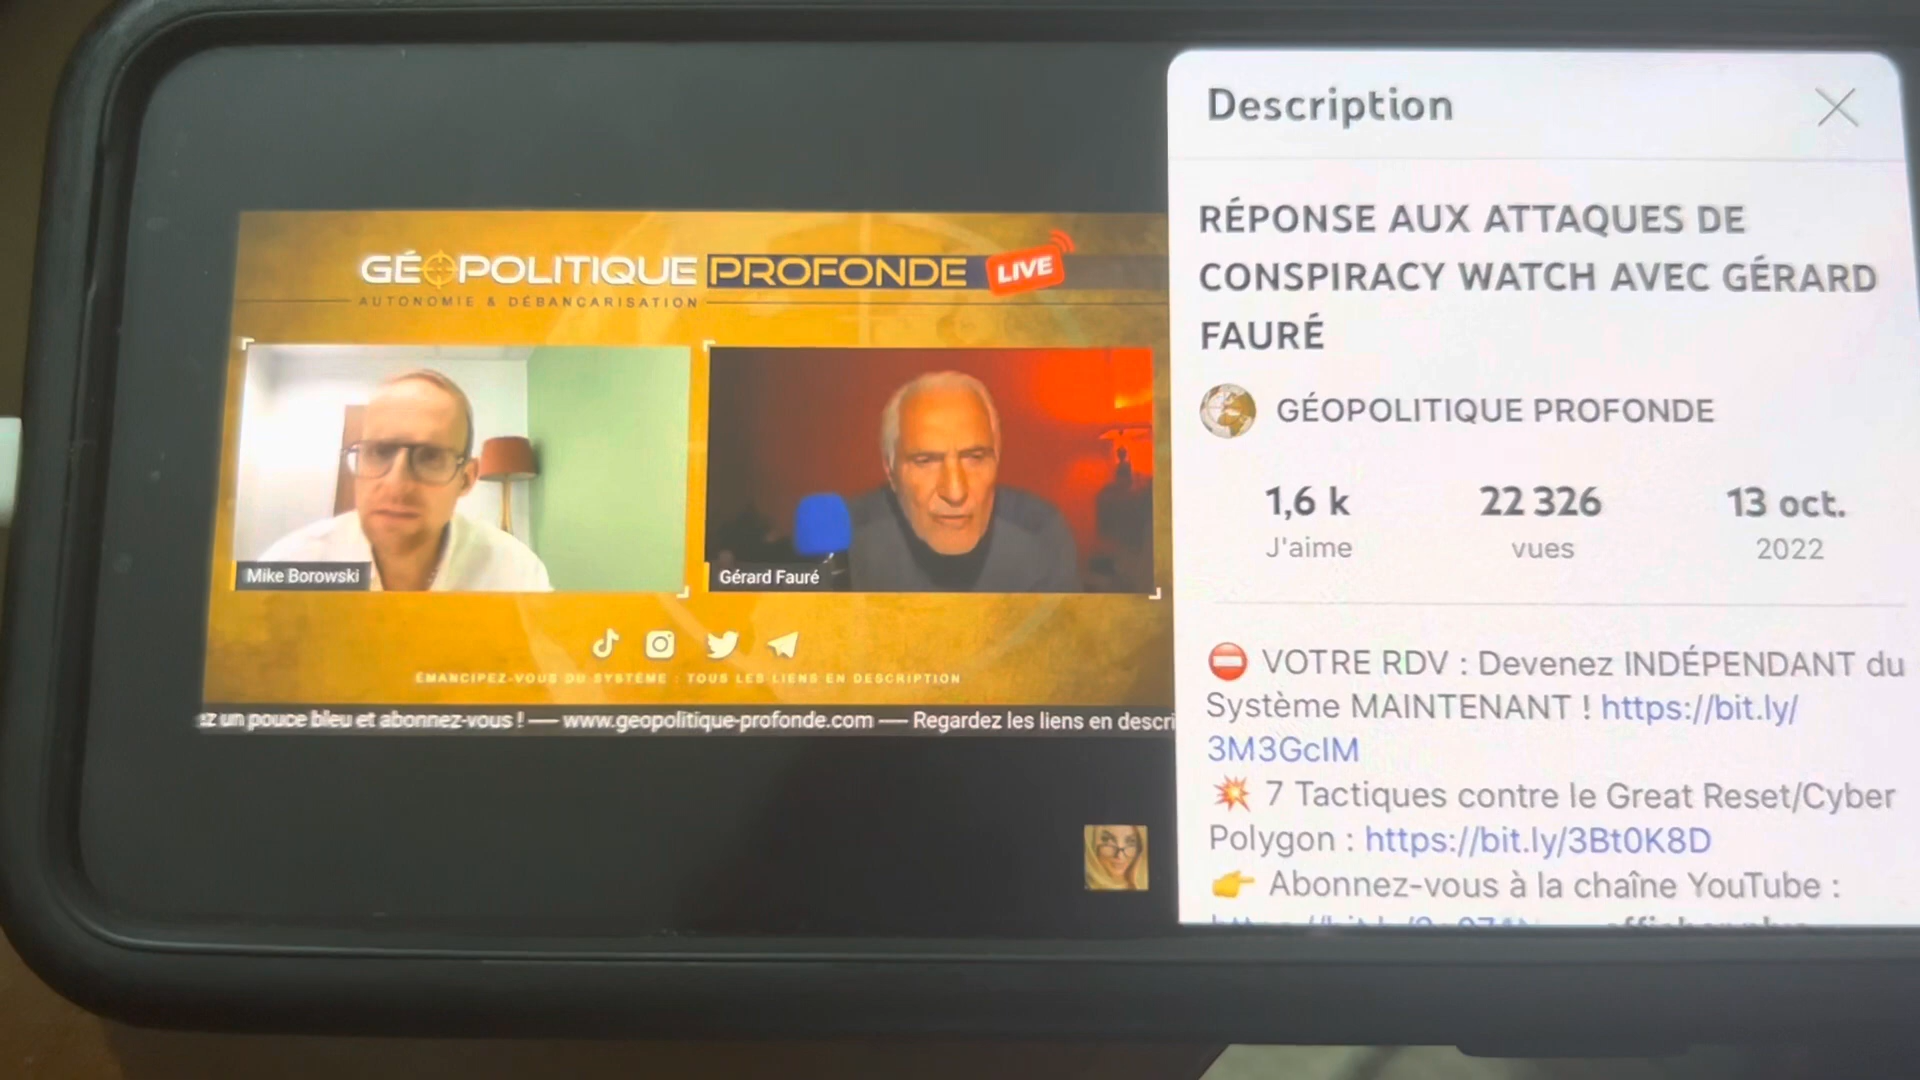 GÉOPOLITIQUE PROFONDE LIVE
AUTONOMIE & DÉBANCARISATION
Mike Borowski
Gérard Fauré
ÉMANCIPEZ-VOUS DU SYSTÈME : TOUS LES LIENS EN DESCRIPTION
un pouce bleu et abonnez-vous ! — www.geopolitique-profonde.com — Regardez les liens en descri
Description
RÉPONSE AUX ATTAQUES DE
CONSPIRACY WATCH AVEC GÉRARD
FAURÉ
GÉOPOLITIQUE PROFONDE
1,6 k 22 326 13 oct.
J'aime vues 2022
⛔ VOTRE RDV : Devenez INDÉPENDANT du
Système MAINTENANT ! https://bit.ly/
3M3GcIM
💥 7 Tactiques contre le Great Reset/Cyber
Polygon : https://bit.ly/3Bt0K8D
👉 Abonnez-vous à la chaîne YouTube :